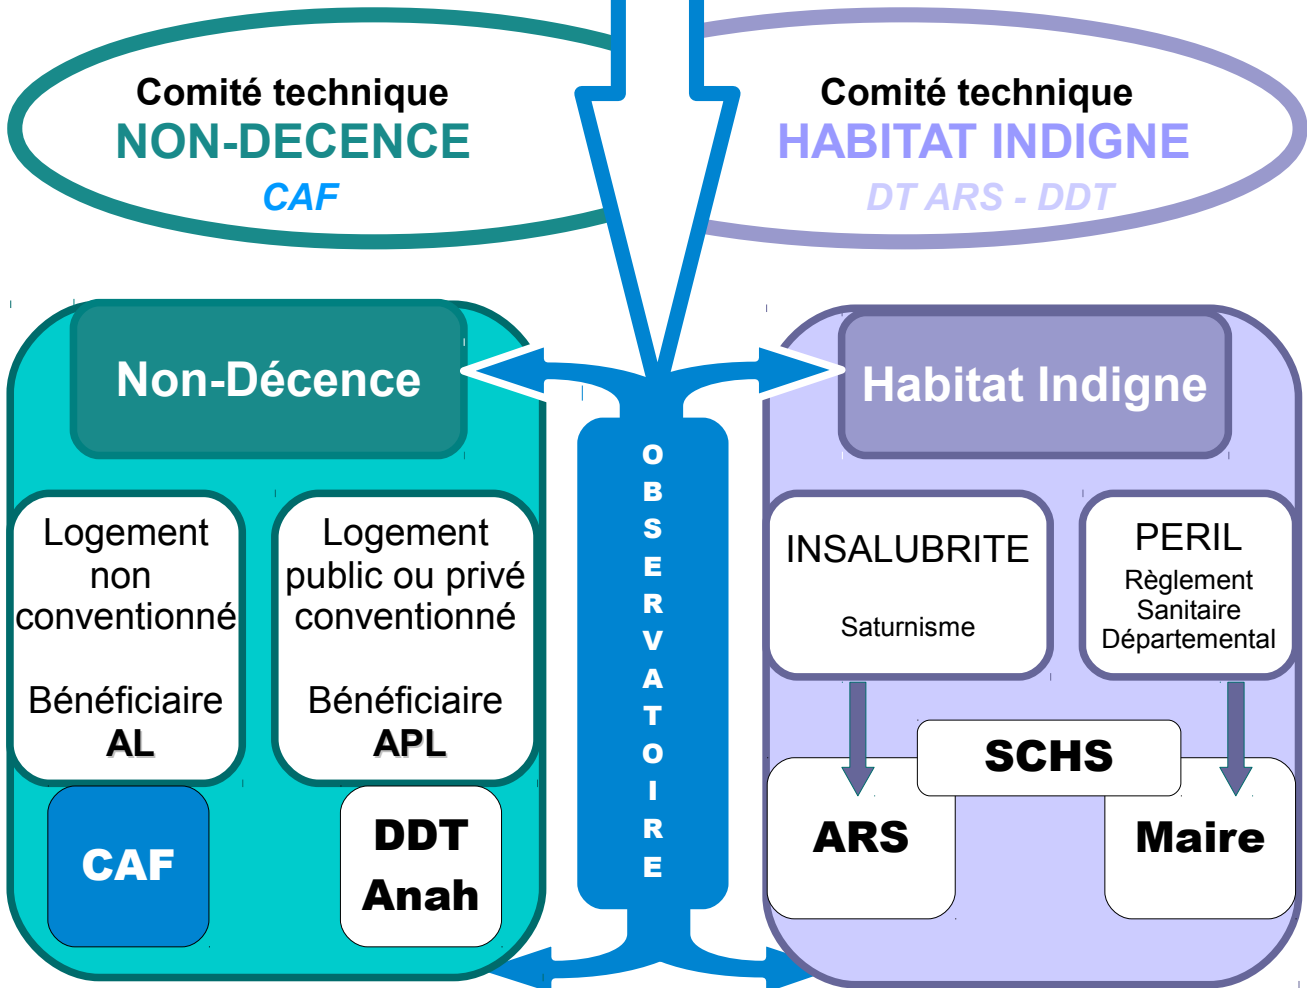 Comité technique
NON-DECENCE
CAF
Comité technique
HABITAT INDIGNE
DT ARS - DDT
Non-Décence
Logement
non
conventionné
Bénéficiaire
AL
CAF
Logement
public ou privé
conventionné
Bénéficiaire
APL
DDT
Anah
O
B
S
E
R
V
A
T
O
I
R
E
Habitat Indigne
INSALUBRITE
Saturnisme
PERIL
Règlement
Sanitaire
Départemental
SCHS
ARS
Maire